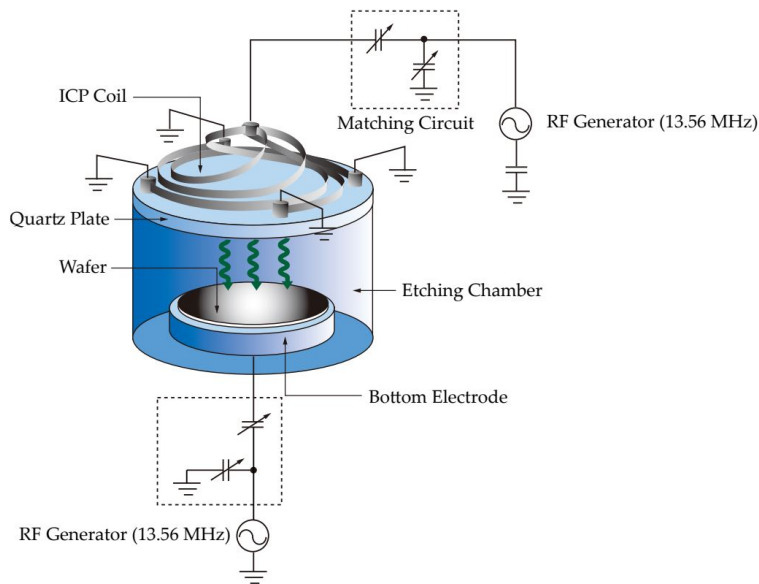 ICP Coil
Matching Circuit
RF Generator (13.56 MHz)
Quartz Plate
Wafer
Etching Chamber
Bottom Electrode
RF Generator (13.56 MHz)